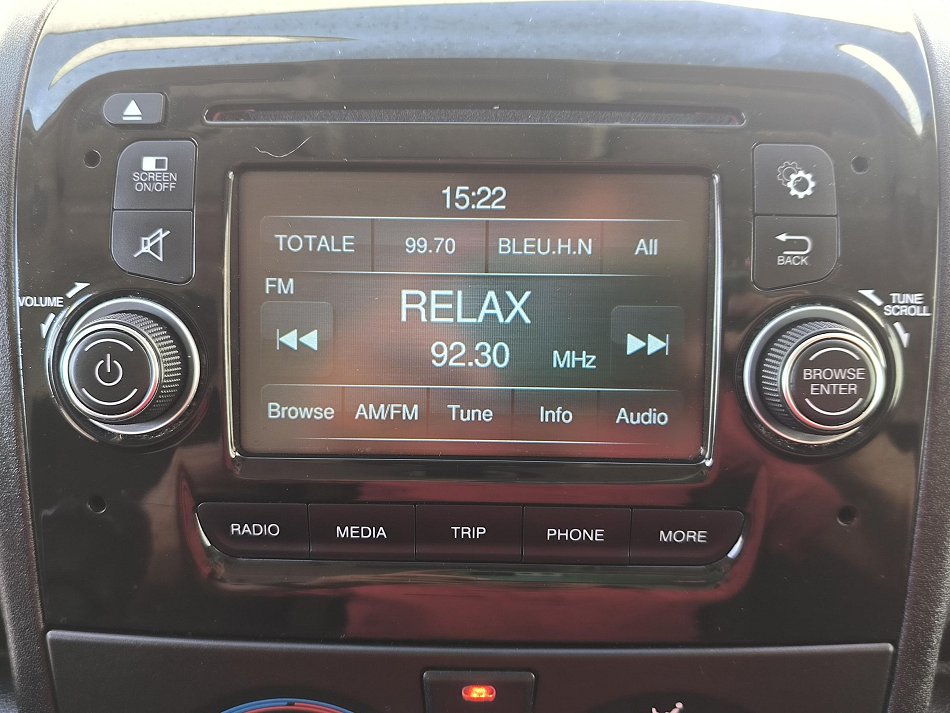 SCREEN
ON/OFF
VOLUME
15:22
TOTALE 99.70 BLEU.H.N All
FM
RELAX
92.30 MHz
Browse AM/FM Tune Info Audio
BACK
TUNE
SCROLL
BROWSE
ENTER
RADIO MEDIA TRIP PHONE MORE